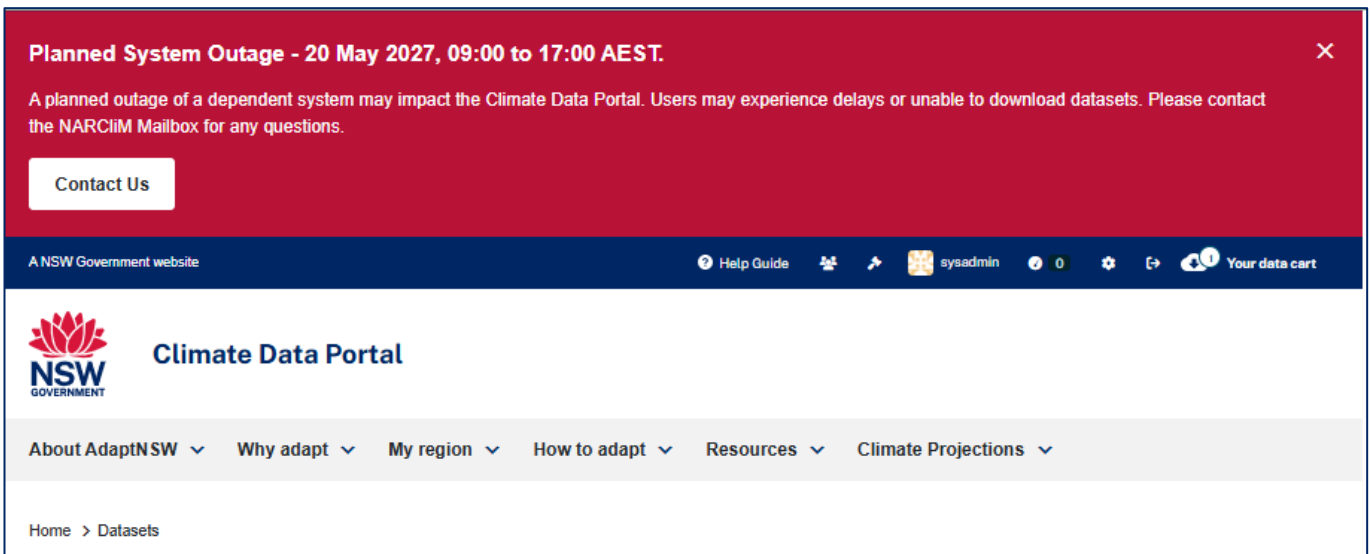 Planned System Outage - 20 May 2027, 09:00 to 17:00 AEST.
A planned outage of a dependent system may impact the Climate Data Portal. Users may experience delays or unable to download datasets. Please contact
the NARCliM Mailbox for any questions.
Contact Us
A NSW Government website
Help Guide
sysadmin
0
1
Your data cart
NSW
GOVERNMENT
Climate Data Portal
About AdaptNSW
Why adapt
My region
How to adapt
Resources
Climate Projections
Home > Datasets